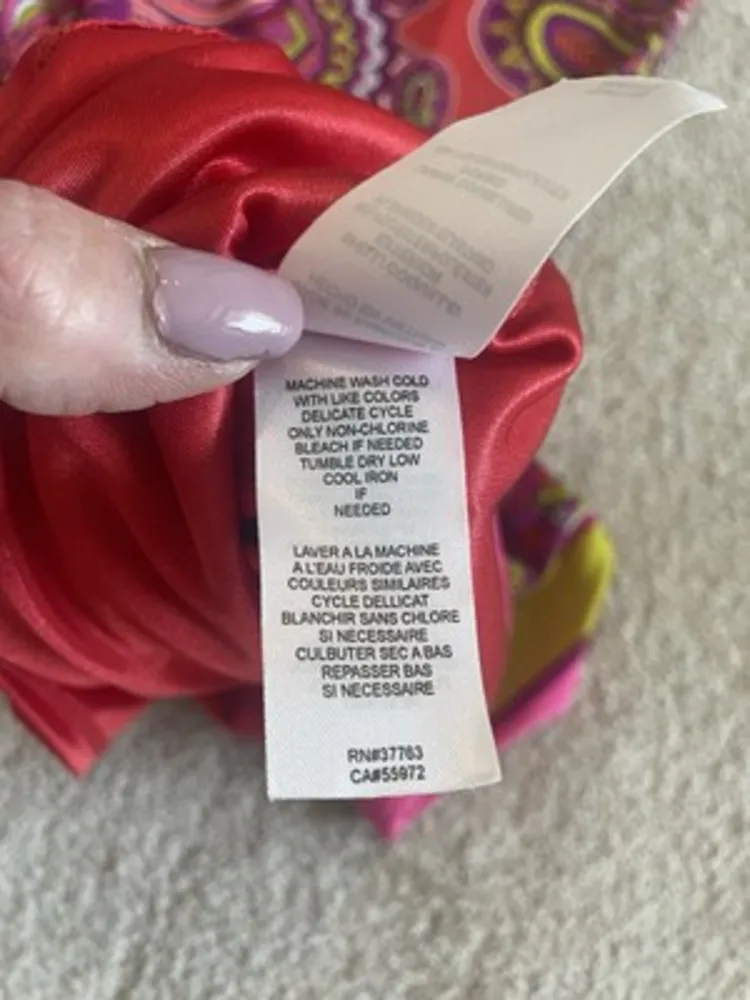 MACHINE WASH COLD
WITH LIKE COLORS
DELICATE CYCLE
ONLY NON-CHLORINE
BLEACH IF NEEDED
TUMBLE DRY LOW
COOL IRON
IF
NEEDED
LAVER A LA MACHINE
A L'EAU FROIDE AVEC
COULEURS SIMILAIRES
CYCLE DELLICAT
BLANCHIR SANS CHLORE
SI NECESSAIRE
CULBUTER SEC A BAS
REPASSER BAS
SI NECESSAIRE
RN#37763
CA#55972